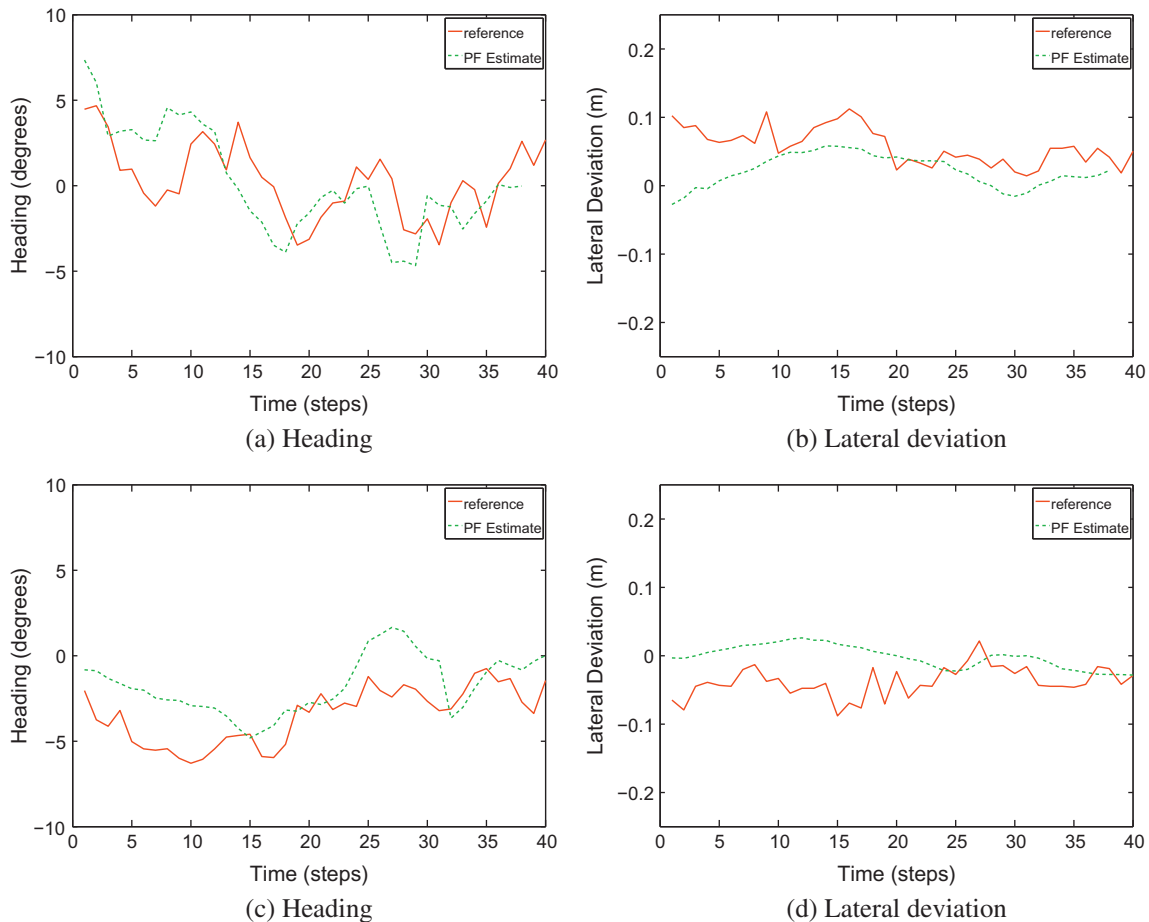 10
5
0
−5
−10
Heading (degrees)
0 5 10 15 20 25 30 35 40
Time (steps)
reference
PF Estimate
(a) Heading
0.2
0.1
0
−0.1
−0.2
Lateral Deviation (m)
0 5 10 15 20 25 30 35 40
Time (steps)
reference
PF Estimate
(b) Lateral deviation
10
5
0
−5
−10
Heading (degrees)
0 5 10 15 20 25 30 35 40
Time (steps)
reference
PF Estimate
(c) Heading
0.2
0.1
0
−0.1
−0.2
Lateral Deviation (m)
0 5 10 15 20 25 30 35 40
Time (steps)
reference
PF Estimate
(d) Lateral deviation